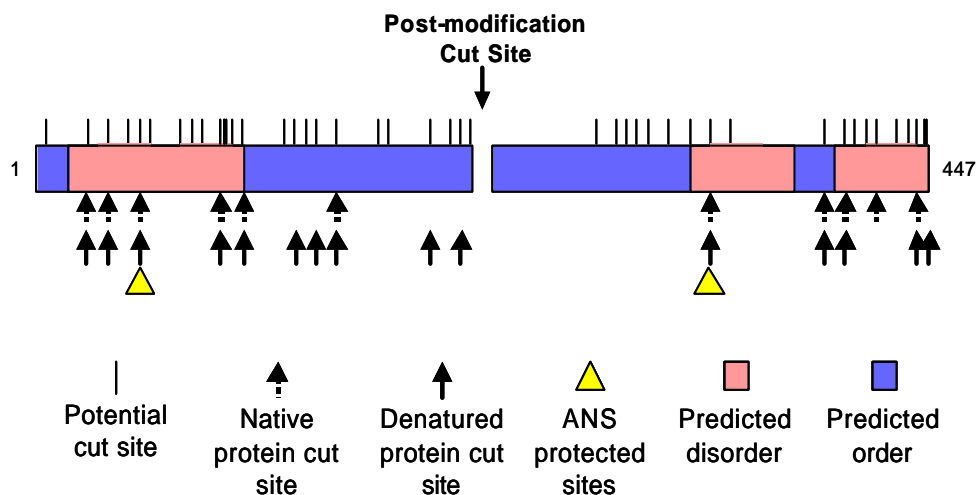 Post-modification
Cut Site
1
447
Potential
cut site
Native
protein cut
site
Denatured
protein cut
site
ANS
protected
sites
Predicted
disorder
Predicted
order